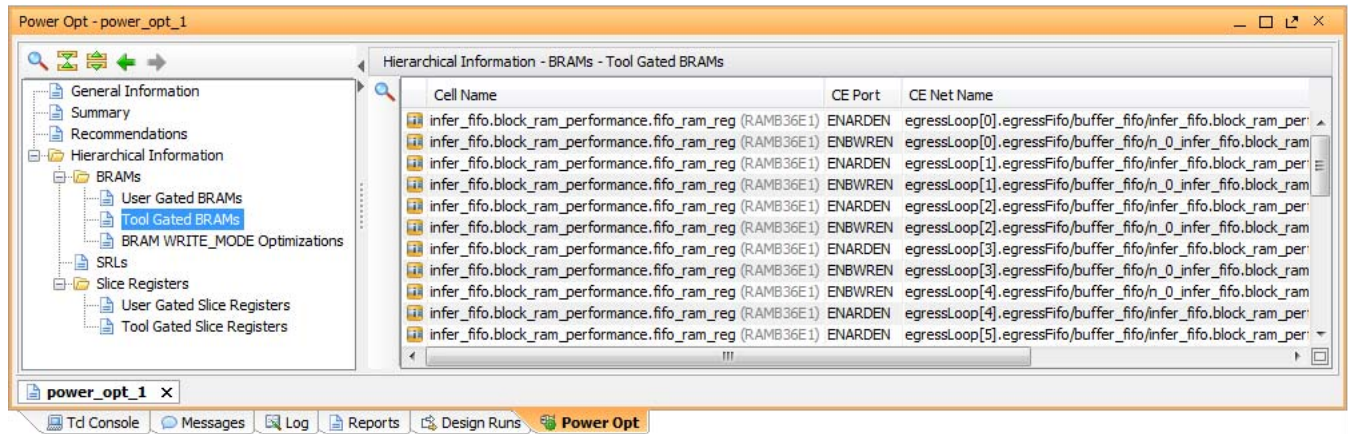 Power Opt - power_opt_1
General Information
Summary
Recommendations
Hierarchical Information
BRAMs
User Gated BRAMs
Tool Gated BRAMs
BRAM WRITE_MODE Optimizations
SRLs
Slice Registers
User Gated Slice Registers
Tool Gated Slice Registers
Hierarchical Information - BRAMs - Tool Gated BRAMs
Cell Name CE Port CE Net Name
infer_fifo.block_ram_performance.fifo_ram_reg (RAMB36E1) ENARDEN egressLoop[0].egressFifo/buffer_fifo/infer_fifo.block_ram_per
infer_fifo.block_ram_performance.fifo_ram_reg (RAMB36E1) ENBWREN egressLoop[0].egressFifo/buffer_fifo/n_0_infer_fifo.block_ram
infer_fifo.block_ram_performance.fifo_ram_reg (RAMB36E1) ENARDEN egressLoop[1].egressFifo/buffer_fifo/infer_fifo.block_ram_per
infer_fifo.block_ram_performance.fifo_ram_reg (RAMB36E1) ENBWREN egressLoop[1].egressFifo/buffer_fifo/n_0_infer_fifo.block_ram
infer_fifo.block_ram_performance.fifo_ram_reg (RAMB36E1) ENARDEN egressLoop[2].egressFifo/buffer_fifo/infer_fifo.block_ram_per
infer_fifo.block_ram_performance.fifo_ram_reg (RAMB36E1) ENBWREN egressLoop[2].egressFifo/buffer_fifo/n_0_infer_fifo.block_ram
infer_fifo.block_ram_performance.fifo_ram_reg (RAMB36E1) ENARDEN egressLoop[3].egressFifo/buffer_fifo/infer_fifo.block_ram_per
infer_fifo.block_ram_performance.fifo_ram_reg (RAMB36E1) ENBWREN egressLoop[3].egressFifo/buffer_fifo/n_0_infer_fifo.block_ram
infer_fifo.block_ram_performance.fifo_ram_reg (RAMB36E1) ENBWREN egressLoop[4].egressFifo/buffer_fifo/n_0_infer_fifo.block_ram
infer_fifo.block_ram_performance.fifo_ram_reg (RAMB36E1) ENARDEN egressLoop[4].egressFifo/buffer_fifo/infer_fifo.block_ram_per
infer_fifo.block_ram_performance.fifo_ram_reg (RAMB36E1) ENARDEN egressLoop[5].egressFifo/buffer_fifo/infer_fifo.block_ram_per
power_opt_1
Tcl Console Messages Log Reports Design Runs Power Opt